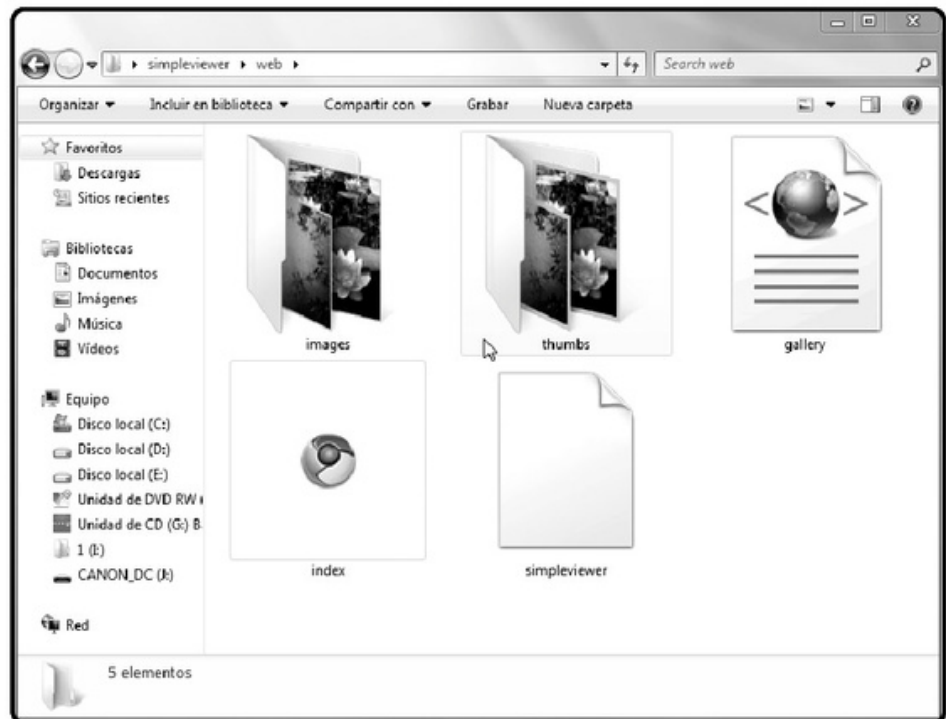 simpleviewer web
Search web
Organizar Incluir en biblioteca Compartir con Grabar Nueva carpeta
Favoritos
Descargas
Sitios recientes
Bibliotecas
Documentos
Imágenes
Música
Vídeos
Equipo
Disco local (C:)
Disco local (D:)
Disco local (E:)
Unidad de DVD RW
Unidad de CD (G:) B
1 (I:)
CANON_DC (J:)
Red
images
thumbs
gallery
index
simpleviewer
5 elementos